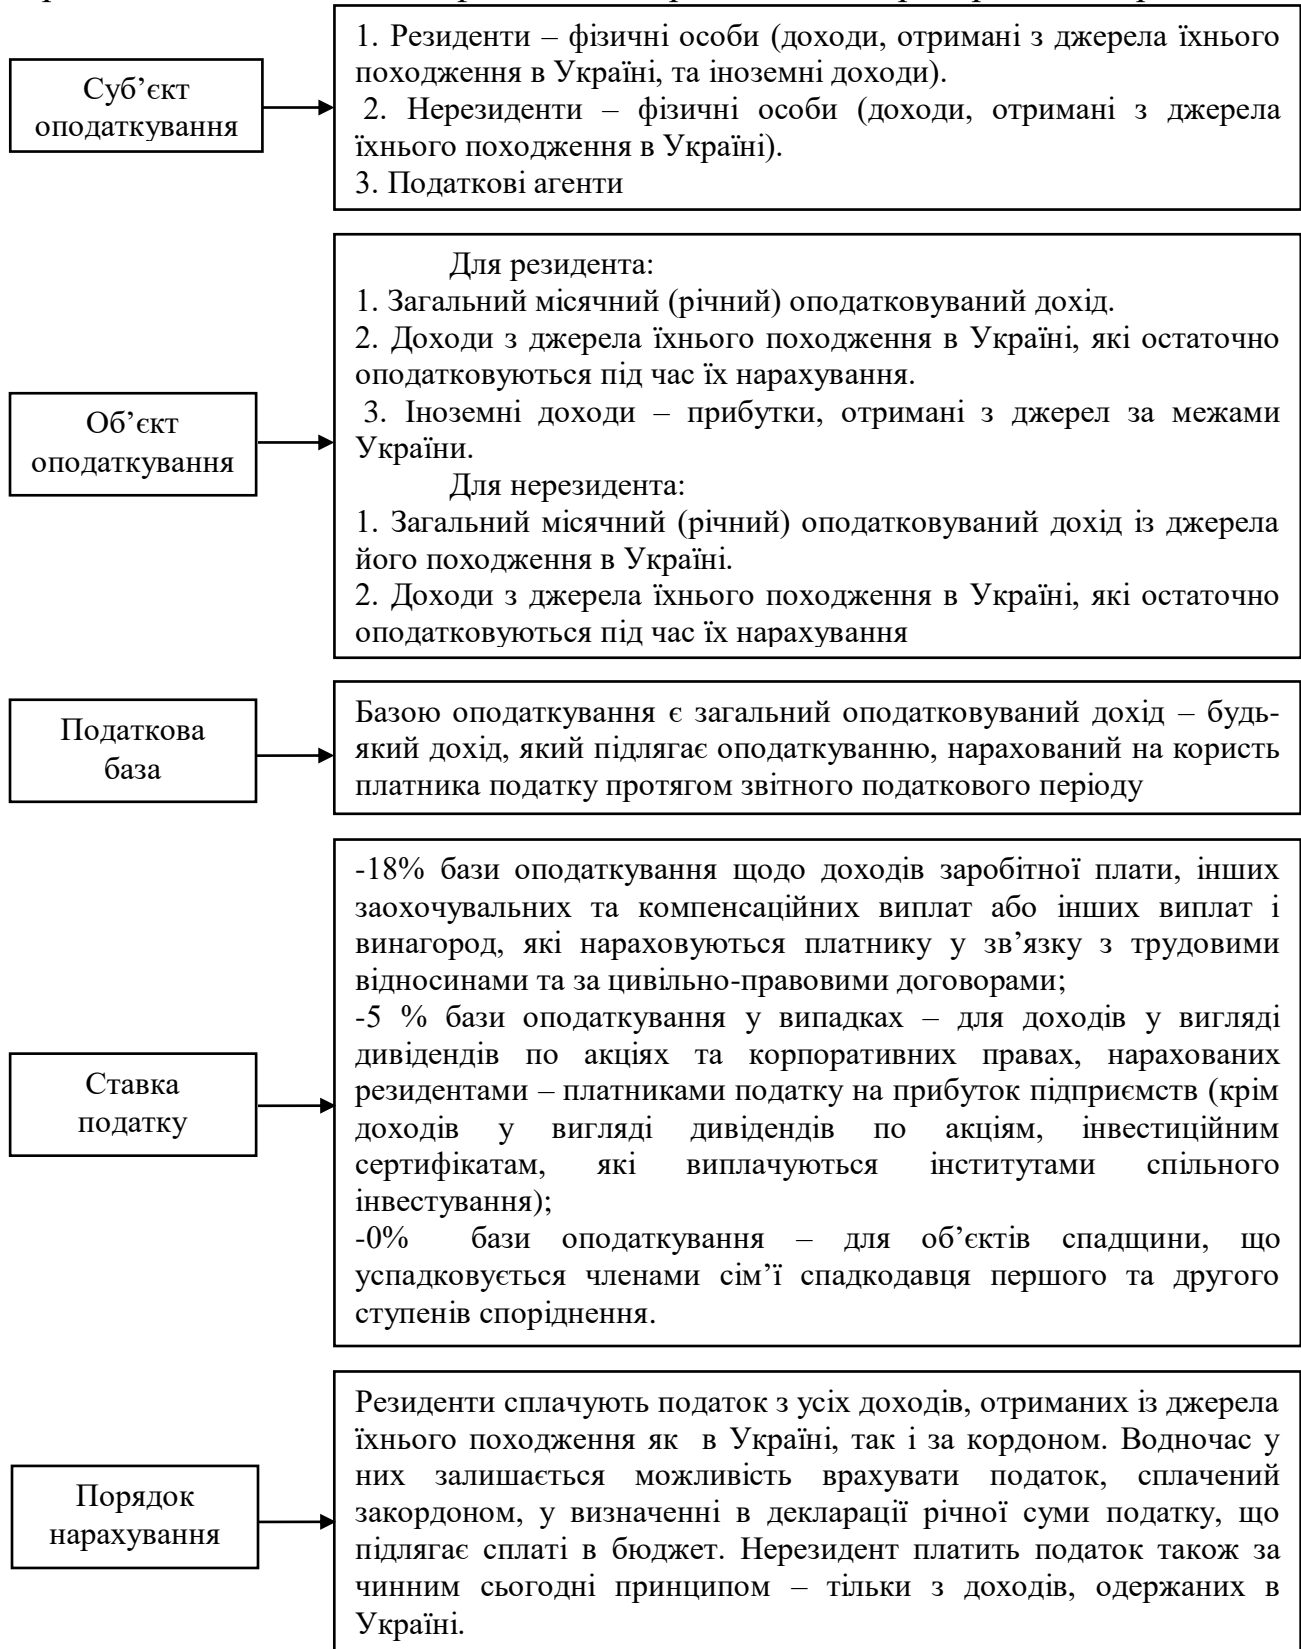 Суб’єкт
оподаткування
1. Резиденти – фізичні особи (доходи, отримані з джерела їхнього
походження в Україні, та іноземні доходи).
2. Нерезиденти – фізичні особи (доходи, отримані з джерела
їхнього походження в Україні).
3. Податкові агенти
Об’єкт
оподаткування
Для резидента:
1. Загальний місячний (річний) оподатковуваний дохід.
2. Доходи з джерела їхнього походження в Україні, які остаточно
оподатковуються під час їх нарахування.
3. Іноземні доходи – прибутки, отримані з джерел за межами
України.
Для нерезидента:
1. Загальний місячний (річний) оподатковуваний дохід із джерела
його походження в Україні.
2. Доходи з джерела їхнього походження в Україні, які остаточно
оподатковуються під час їх нарахування
Податкова
база
Базою оподаткування є загальний оподатковуваний дохід – будь-
який дохід, який підлягає оподаткуванню, нарахований на користь
платника податку протягом звітного податкового періоду
Ставка
податку
-18% бази оподаткування щодо доходів заробітної плати, інших
заохочувальних та компенсаційних виплат або інших виплат і
винагород, які нараховуються платнику у зв’язку з трудовими
відносинами та за цивільно-правовими договорами;
-5 % бази оподаткування у випадках – для доходів у вигляді
дивідендів по акціях та корпоративних правах, нарахованих
резидентами – платниками податку на прибуток підприємств (крім
доходів у вигляді дивідендів по акціям, інвестиційним
сертифікатам, які виплачуються інститутами спільного
інвестування);
-0% бази оподаткування – для об’єктів спадщини, що
успадковується членами сім’ї спадкодавця першого та другого
ступенів споріднення.
Порядок
нарахування
Резиденти сплачують податок з усіх доходів, отриманих із джерела
їхнього походження як в Україні, так і за кордоном. Водночас у
них залишається можливість врахувати податок, сплачений
закордоном, у визначенні в декларації річної суми податку, що
підлягає сплаті в бюджет. Нерезидент платить податок також за
чинним сьогодні принципом – тільки з доходів, одержаних в
Україні.